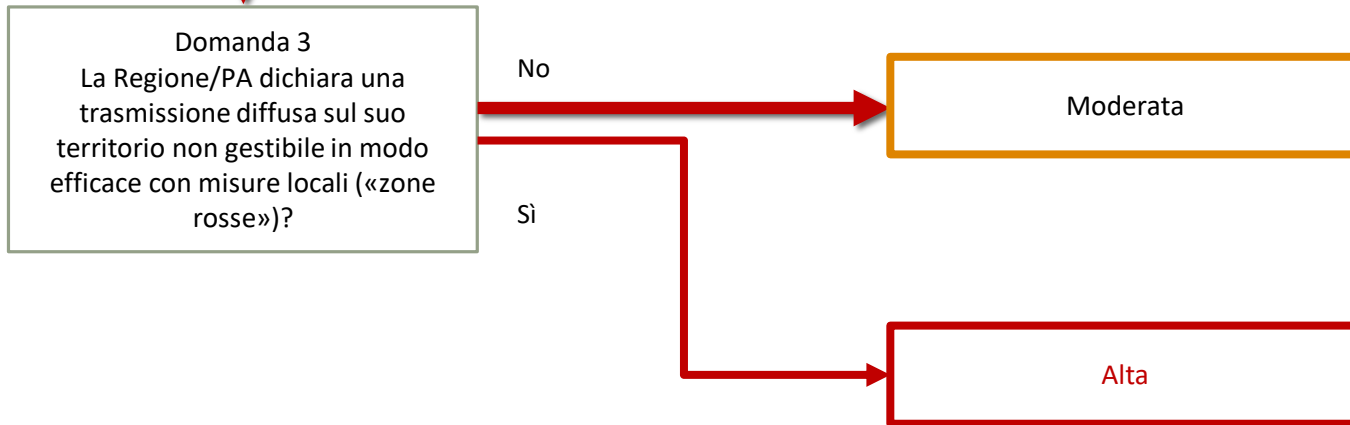 Domanda 3
La Regione/PA dichiara una
trasmissione diffusa sul suo
territorio non gestibile in modo
efficace con misure locali («zone
rosse»)?
No
Moderata
Sì
Alta